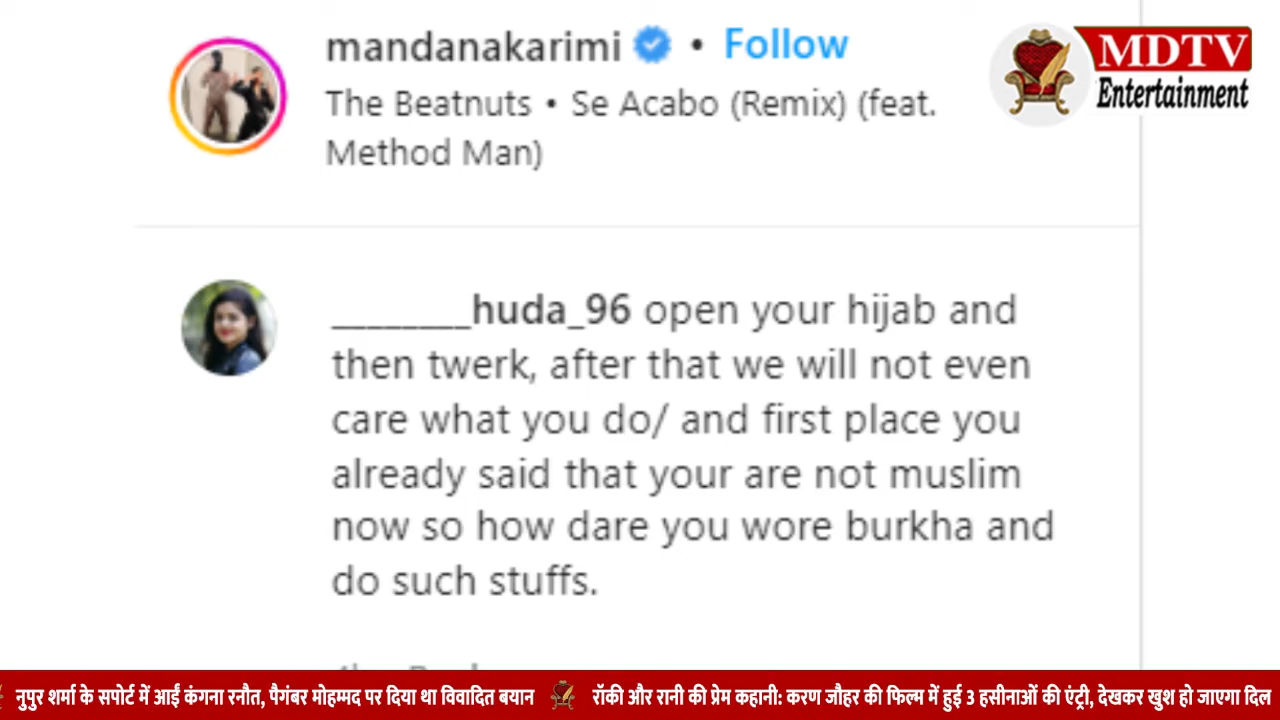 mandanakarimi • Follow
The Beatnuts • Se Acabo (Remix) (feat.
Method Man)
MDTV
Entertainment
________huda_96 open your hijab and
then twerk, after that we will not even
care what you do/ and first place you
already said that your are not muslim
now so how dare you wore burkha and
do such stuffs.
नुपुर शर्मा के सपोर्ट में आईं कंगना रनौत, पैगंबर मोहम्मद पर दिया था विवादित बयान
रॉकी और रानी की प्रेम कहानी: करण जौहर की फिल्म में हुई 3 हसीनाओं की एंट्री, देखकर खुश हो जाएगा दिल